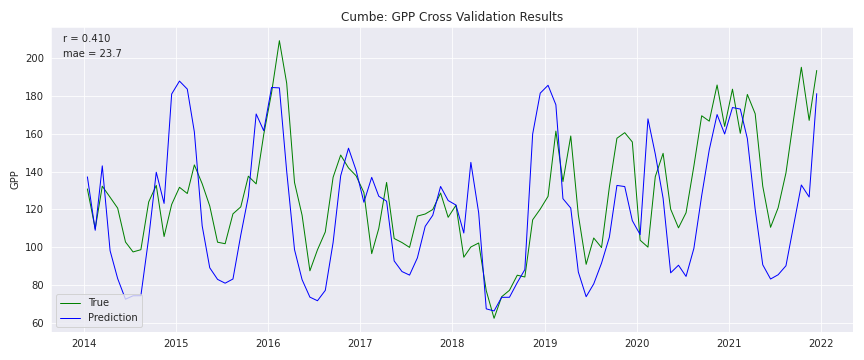 Cumbe: GPP Cross Validation Results
r = 0.410
mae = 23.7
GPP
200
180
160
140
120
100
80
60
True
Prediction
2014 2015 2016 2017 2018 2019 2020 2021 2022